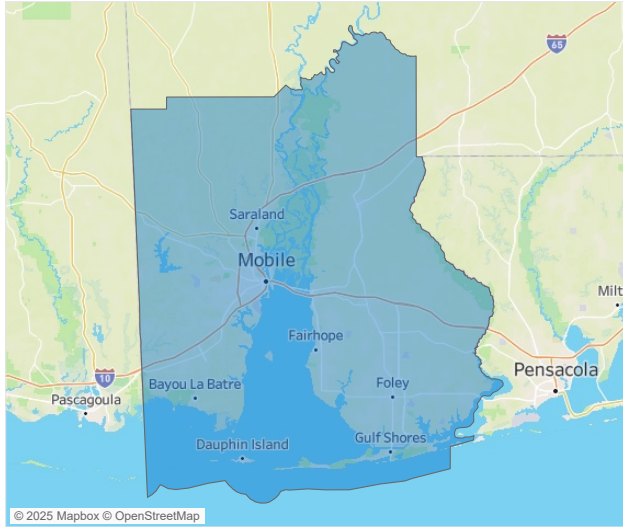 65
Saraland
Mobile
Milt
Fairhope
Pensacola
10
Bayou La Batre
Foley
Pascagoula
Gulf Shores
Dauphin Island
© 2025 Mapbox © OpenStreetMap